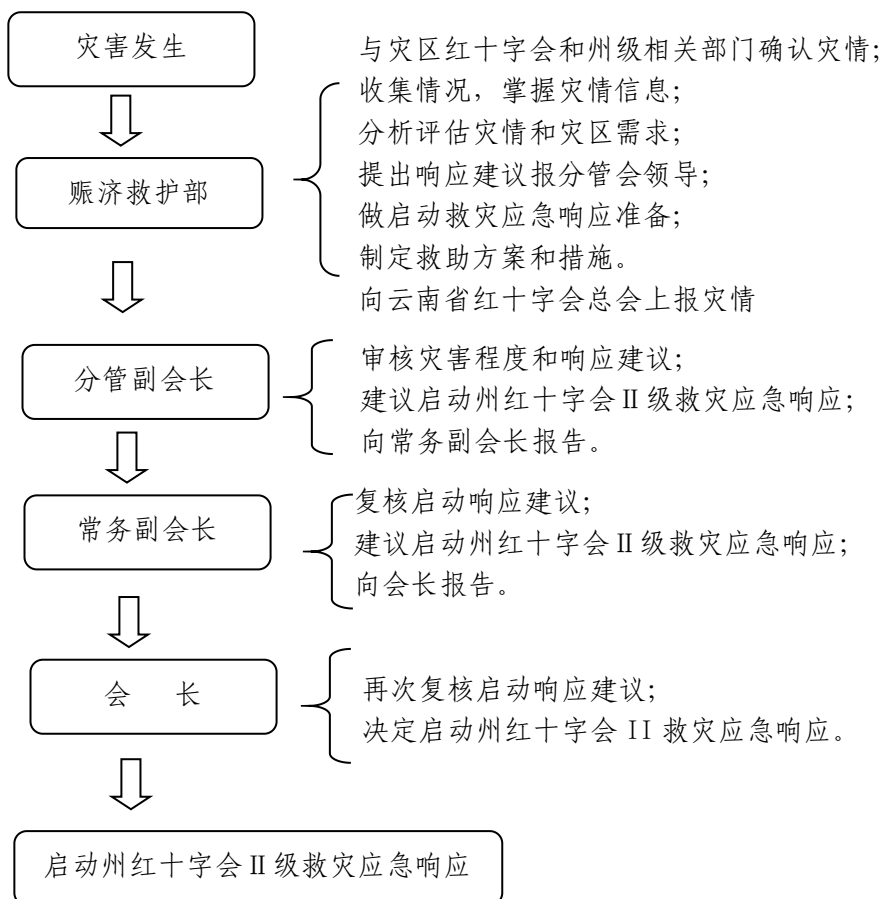 灾害发生
与灾区红十字会和州级相关部门确认灾情；
收集情况，掌握灾情信息；
分析评估灾情和灾区需求；
赈济救护部
提出响应建议报分管会领导；
做启动救灾应急响应准备；
制定救助方案和措施。
向云南省红十字会总会上报灾情
分管副会长
审核灾害程度和响应建议；
建议启动州红十字会Ⅱ级救灾应急响应；
向常务副会长报告。
常务副会长
复核启动响应建议；
建议启动州红十字会Ⅱ级救灾应急响应；
向会长报告。
会 长
再次复核启动响应建议；
决定启动州红十字会 II 救灾应急响应。
启动州红十字会Ⅱ级救灾应急响应